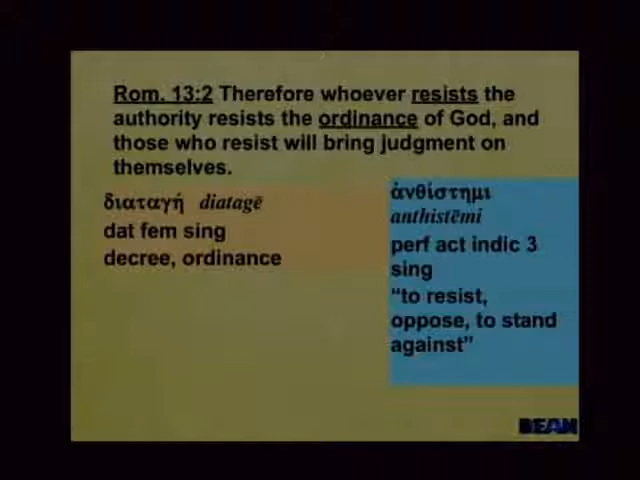 Rom. 13:2 Therefore whoever resists the
authority resists the ordinance of God, and
those who resist will bring judgment on
themselves.
διαταγή diatagē
dat fem sing
decree, ordinance
ἀνθίστημι
anthistēmi
perf act indic 3
sing
“to resist,
oppose, to stand
against”